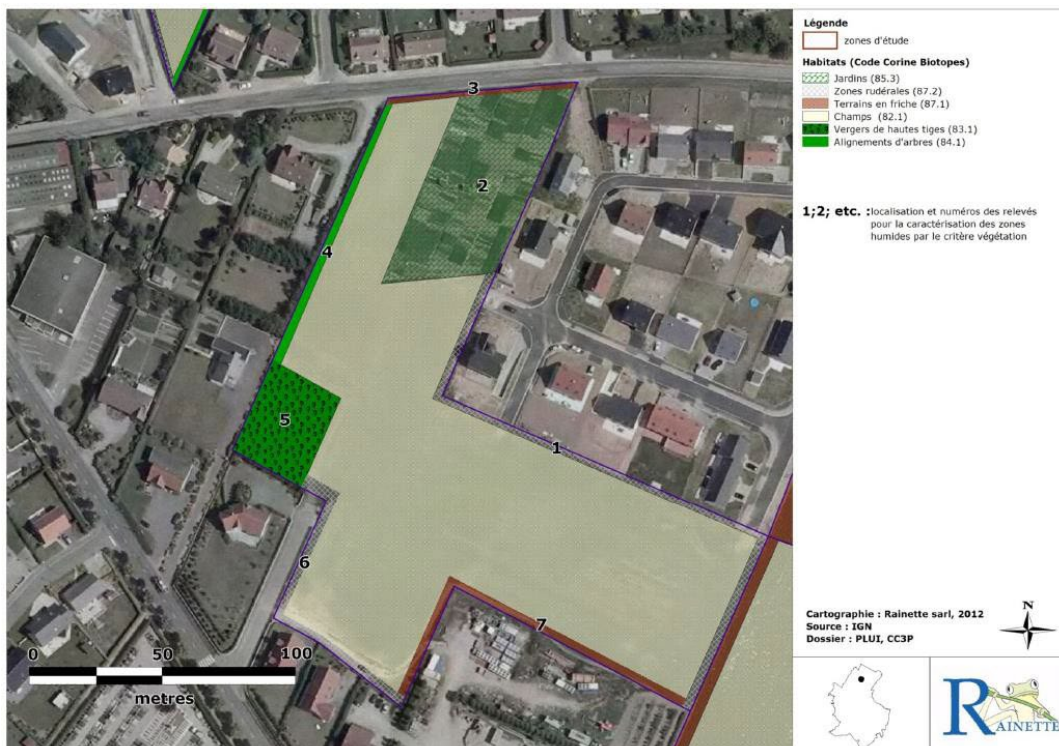 3
2
4
5
1
6
7
0 50 100
metres
Légende
zones d'étude
Habitats (Code Corine Biotopes)
Jardins (85.3)
Zones rudérales (87.2)
Terrains en friche (87.1)
Champs (82.1)
Vergers de hautes tiges (83.1)
Alignements d'arbres (84.1)
1;2; etc. :localisation et numéros des relevés
pour la caractérisation des zones
humides par le critère végétation
Cartographie : Rainette sarl, 2012
Source : IGN
Dossier : PLUI, CC3P
N
RAINETTE